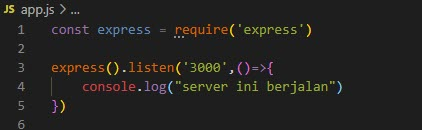 JS app.js > ...
1 const express = require('express')
2
3 express().listen('3000',()=>{
4 console.log("server ini berjalan")
5 })
6